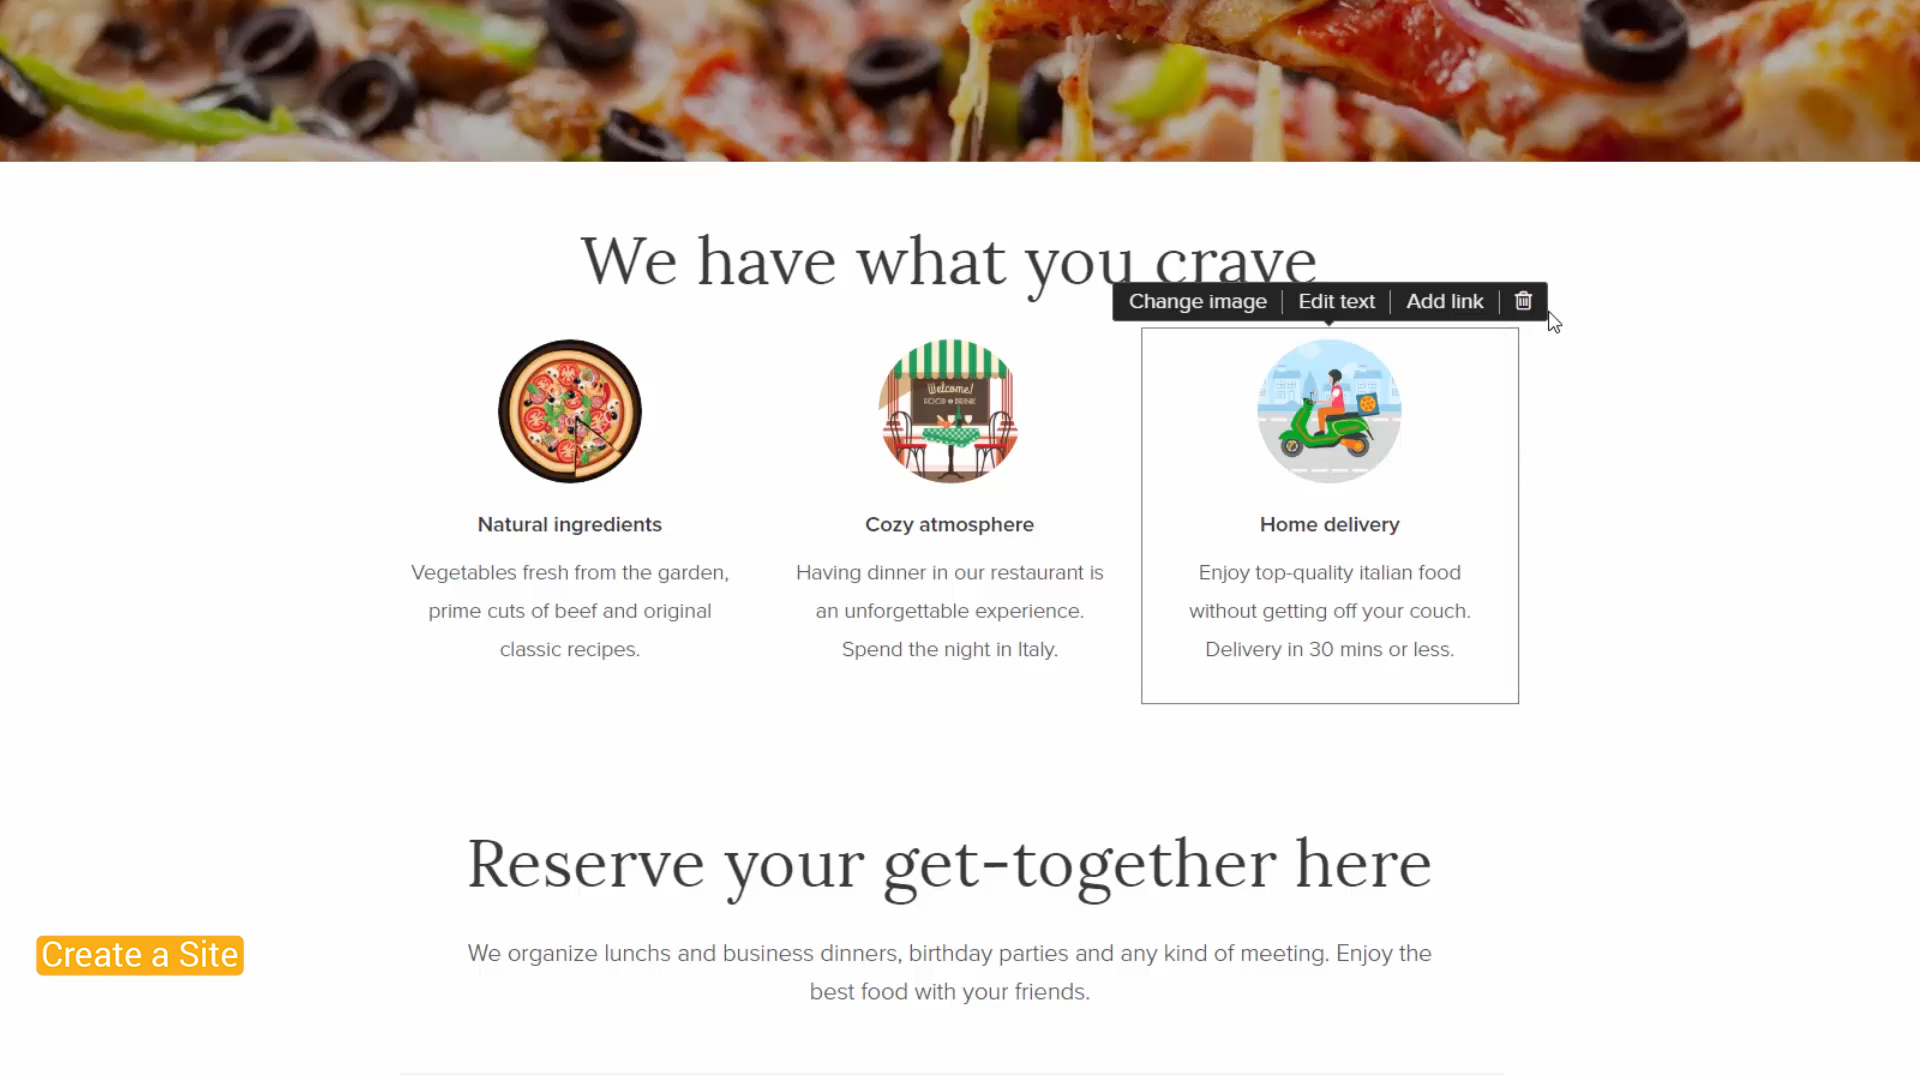 We have what you crave
Change image
Edit text
Add link
Welcome!
FOOD & DRINK
Natural ingredients
Vegetables fresh from the garden,
prime cuts of beef and original
classic recipes.
Cozy atmosphere
Having dinner in our restaurant is
an unforgettable experience.
Spend the night in Italy.
Home delivery
Enjoy top-quality italian food
without getting off your couch.
Delivery in 30 mins or less.
Reserve your get-together here
We organize lunchs and business dinners, birthday parties and any kind of meeting. Enjoy the
best food with your friends.
Create a Site